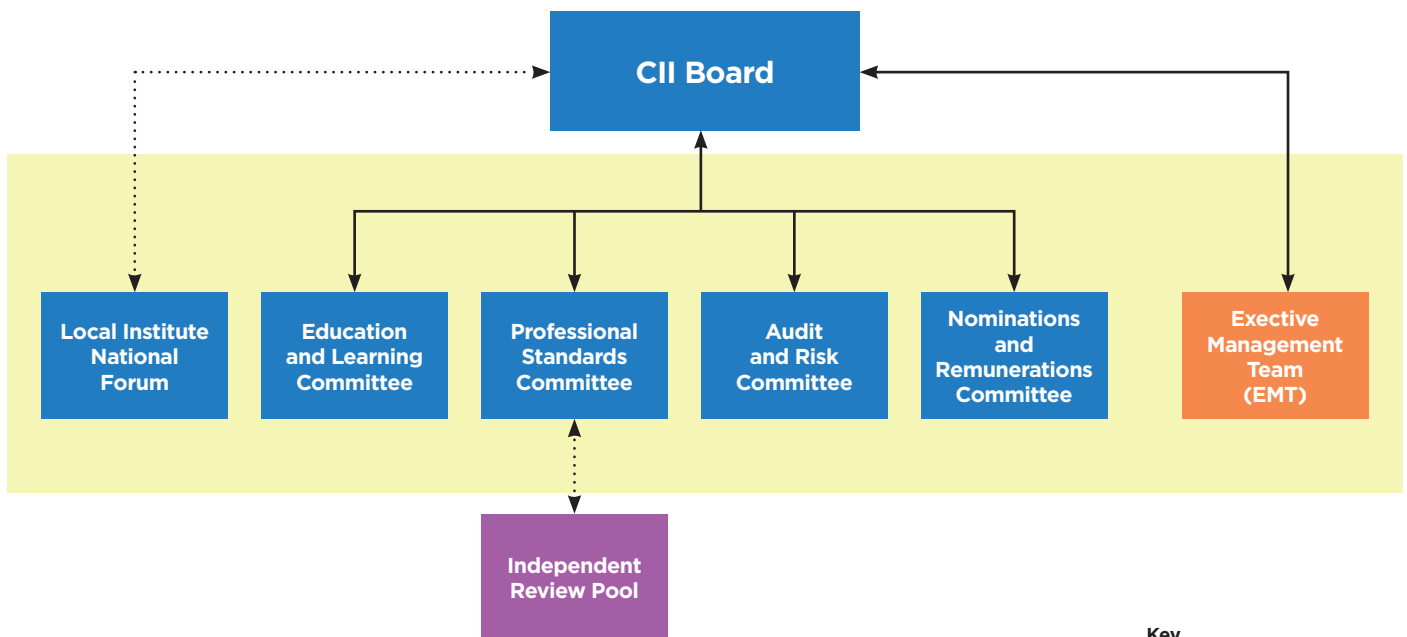 CII Board
Local Institute
National
Forum
Education
and Learning
Committee
Professional
Standards
Committee
Audit
and Risk
Committee
Nominations
and
Remunerations
Committee
Exective
Management
Team
(EMT)
Independent
Review Pool
Key